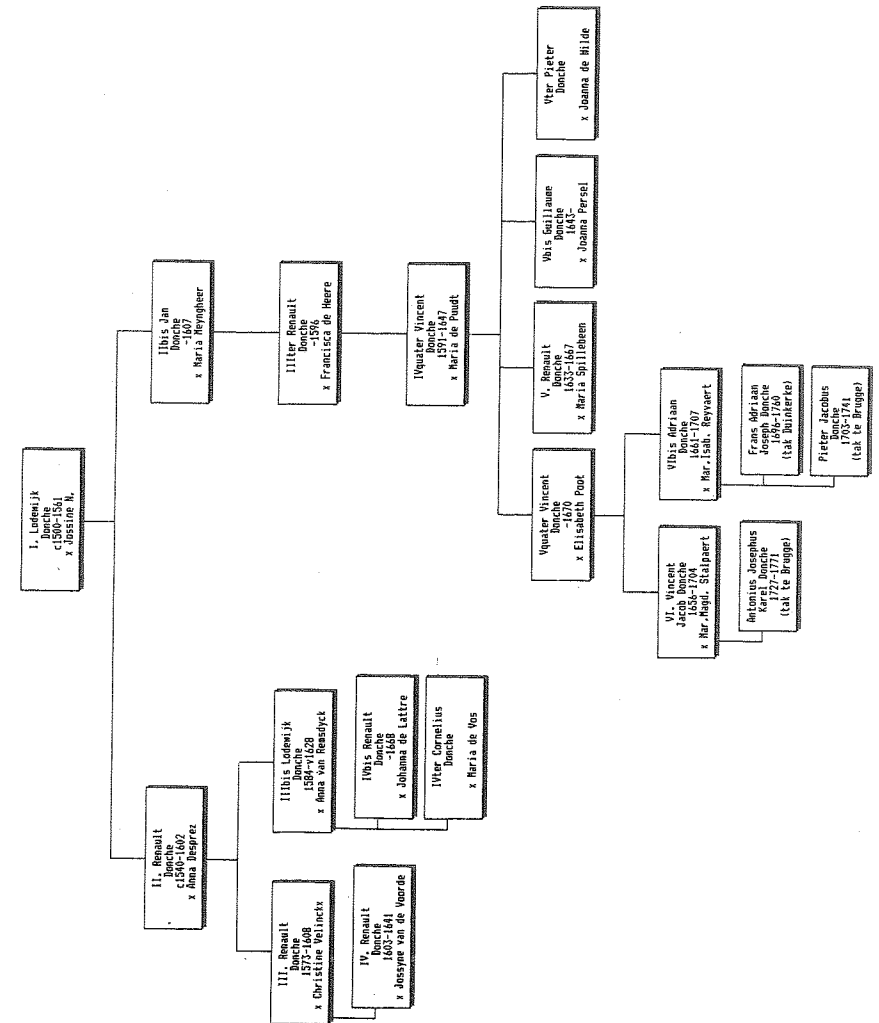 I. Lodewijk
Donche
c1500-1561
x Jossine N.
II. Renault
Donche
c1540-1602
x Anna Desprez
IIbis Jan
Donche
-1607
x Maria Meyngheer
III. Renault
Donche
1573-1608
x Christine Velinckx
IIIbis Lodewijk
Donche
1584-v1628
x Anna van Remsdyck
IIIter Renault
Donche
-1596
x Francisca de Heere
IV. Renault
Donche
1603-1641
x Jossyne van de Voorde
IVbis Renault
Donche
-1668
x Johanna de Lattre
IVter Cornelius
Donche
x Maria de Vos
IVquater Vincent
Donche
1591-1647
x Maria de Puudt
Vquater Vincent
Donche
-1670
x Elisabeth Poot
V. Renault
Donche
1633-1667
x Maria Spillebeen
Vbis Guillaume
Donche
1643-
x Joanna Persel
Vter Pieter
Donche
x Joanna de Wilde
VI. Vincent
Jacob Donche
1656-1704
x Mar.Magd. Stalpaert
VIbis Adriaan
Donche
1661-1707
x Mar.Isab. Reyvaert
Antonius Josephus
Karel Donche
1727-1771
(tak te Brugge)
Frans Adriaan
Joseph Donche
1696-1760
(tak Duinkerke)
Pieter Jacobus
Donche
1703-1741
(tak te Brugge)